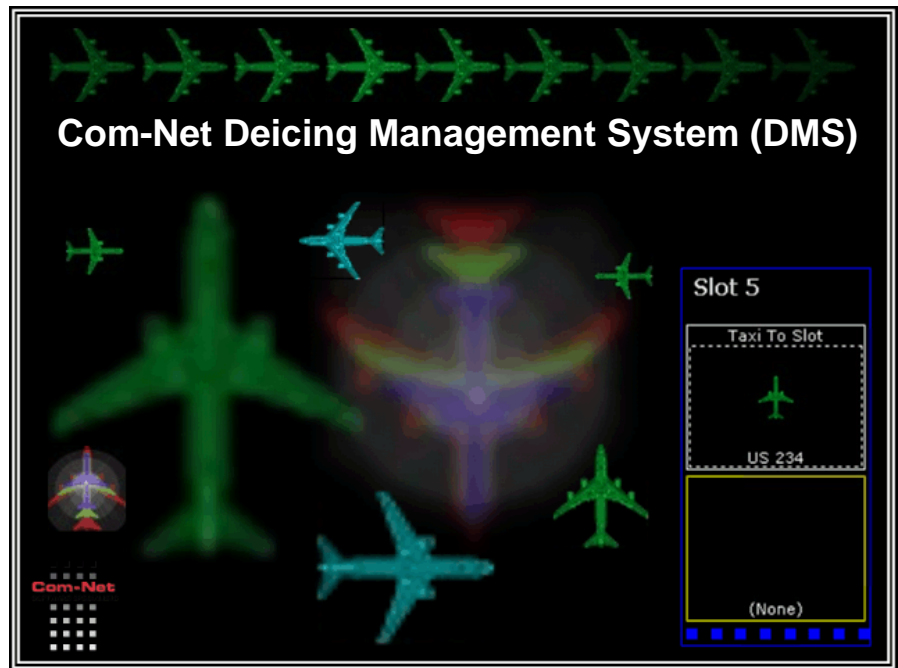 Com-Net Deicing Management System (DMS)
Slot 5
Taxi To Slot
US 234
(None)
Com-Net